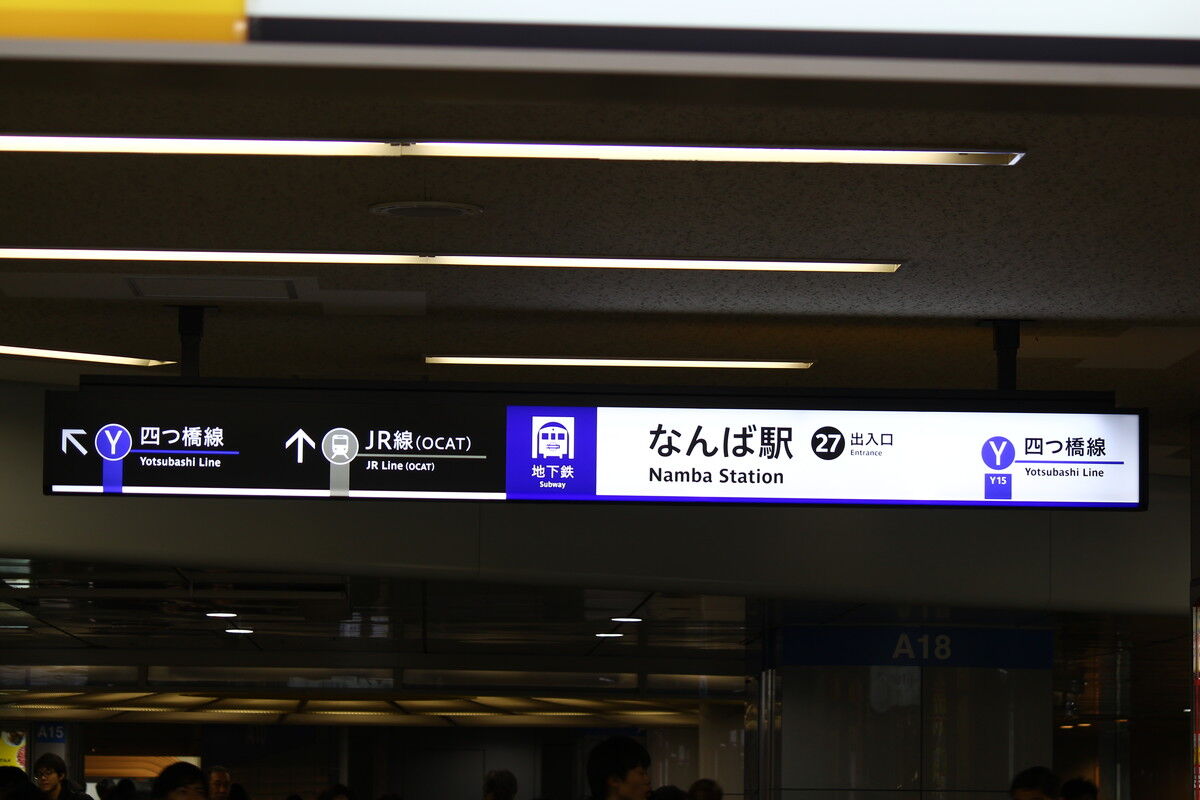 四つ橋線
Yotsubashi Line
JR線(OCAT)
JR Line (OCAT)
地下鉄
Subway
なんば駅
Namba Station
27 出入口
Entrance
Y 四つ橋線
Yotsubashi Line
Y15
Y
A18
A15